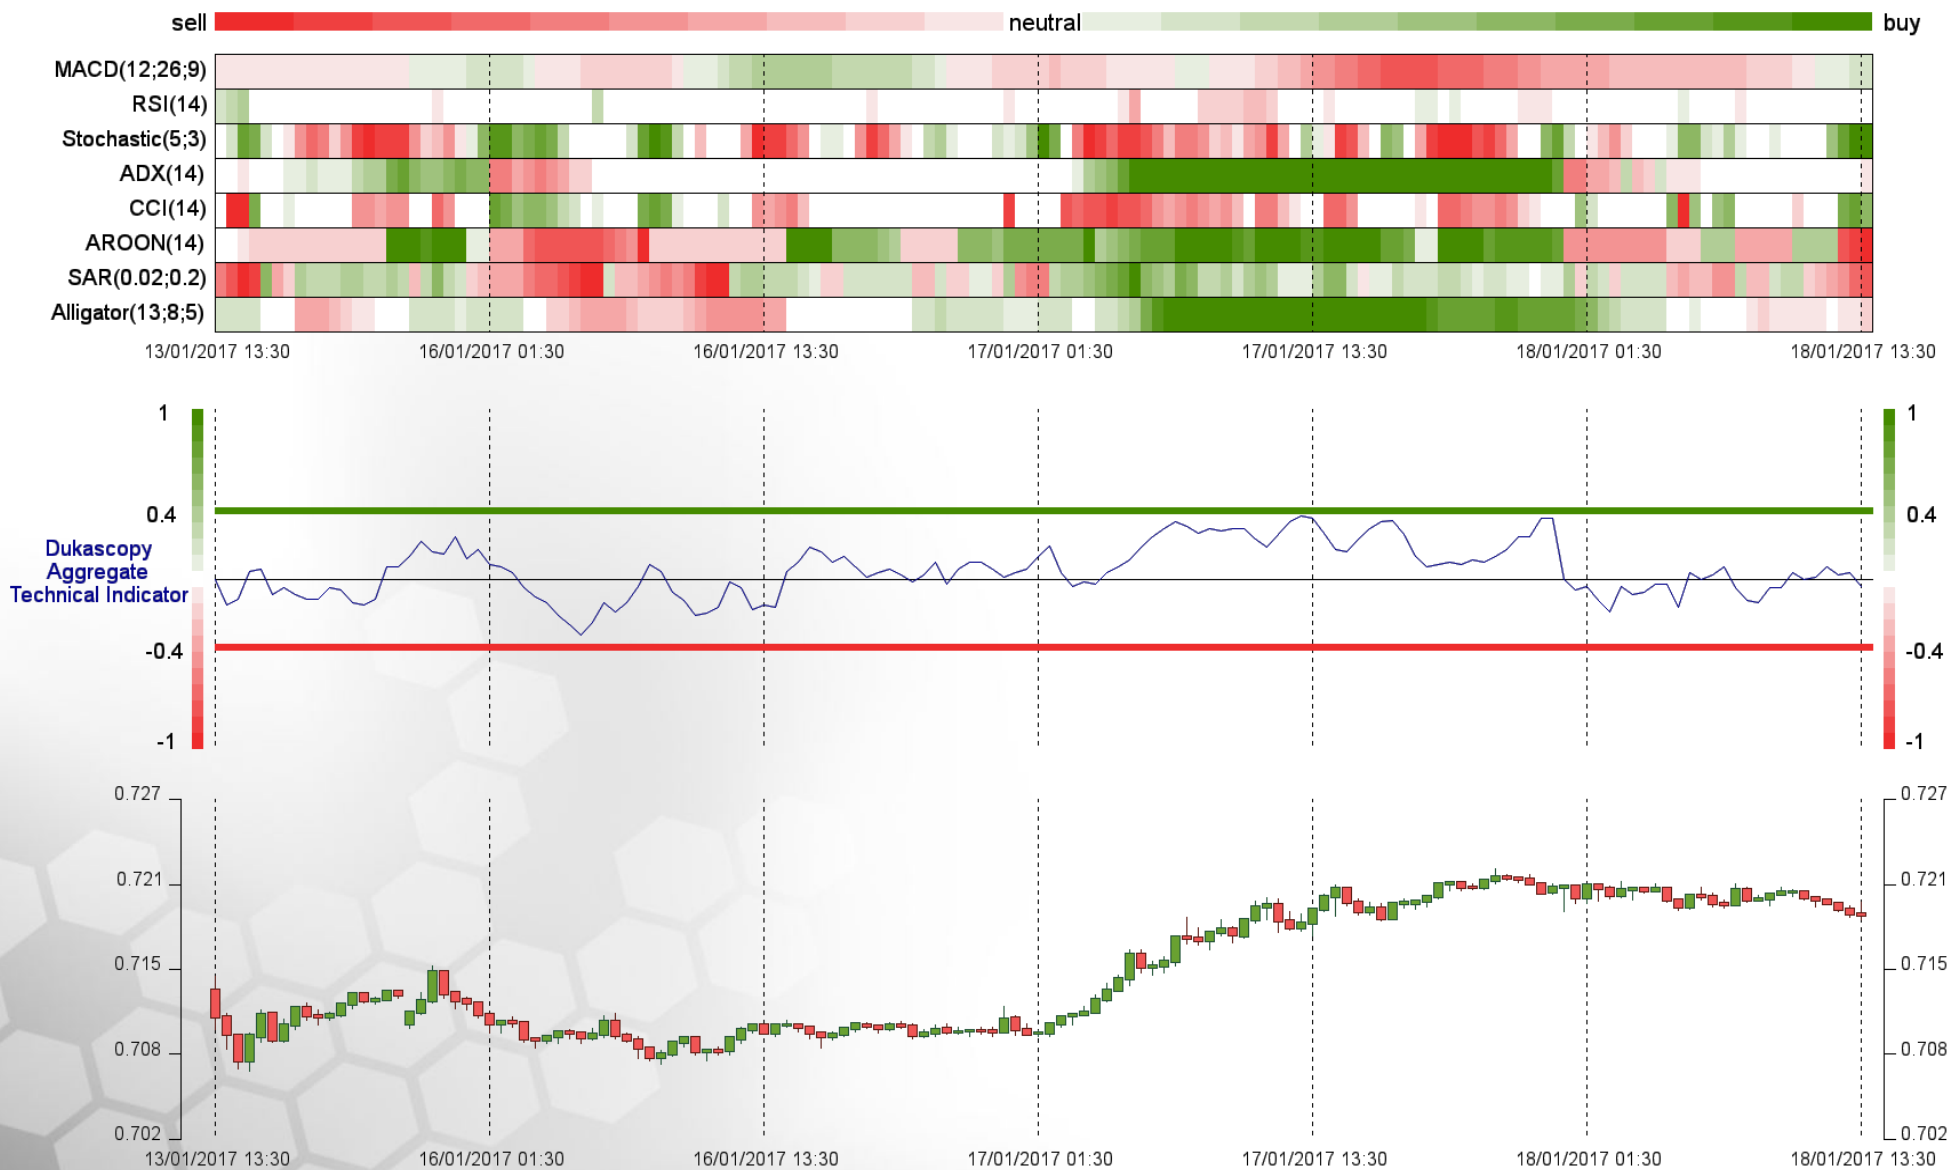 sell neutral buy
MACD(12;26;9)
RSI(14)
Stochastic(5;3)
ADX(14)
CCI(14)
AROON(14)
SAR(0.02;0.2)
Alligator(13;8;5)
13/01/2017 13:30 16/01/2017 01:30 16/01/2017 13:30 17/01/2017 01:30 17/01/2017 13:30 18/01/2017 01:30 18/01/2017 13:30
1 1
0.4 0.4
Dukascopy
Aggregate
Technical Indicator
-0.4 -0.4
-1 -1
0.727 0.727
0.721 0.721
0.715 0.715
0.708 0.708
0.702 0.702
13/01/2017 13:30 16/01/2017 01:30 16/01/2017 13:30 17/01/2017 01:30 17/01/2017 13:30 18/01/2017 01:30 18/01/2017 13:30